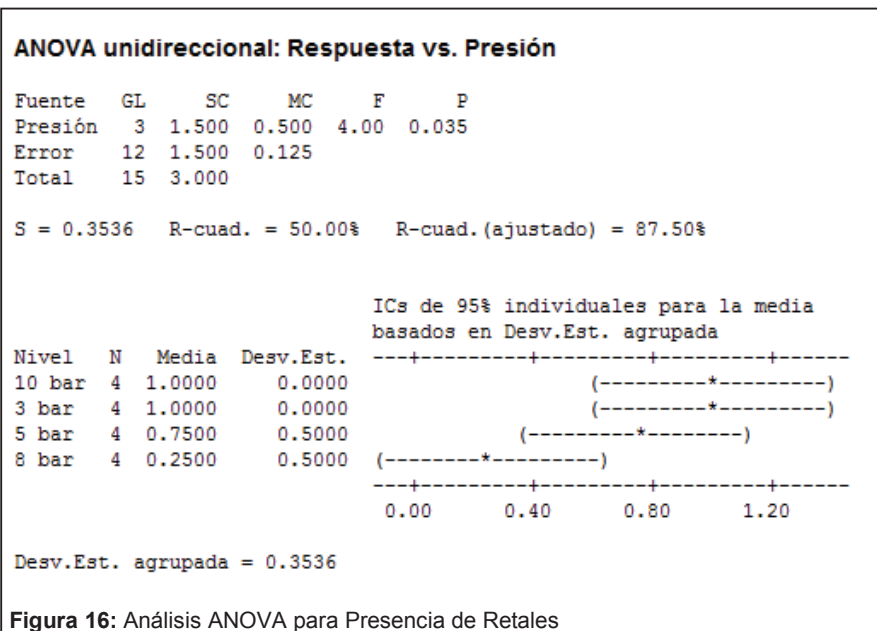 ANOVA unidireccional: Respuesta vs. Presión
Fuente GL SC MC F P
Presión 3 1.500 0.500 4.00 0.035
Error 12 1.500 0.125
Total 15 3.000
S = 0.3536 R-cuad. = 50.00% R-cuad.(ajustado) = 87.50%
ICs de 95% individuales para la media
basados en Desv.Est. agrupada
Nivel N Media Desv.Est. ---+---------+---------+---------+------
10 bar 4 1.0000 0.0000 (---------*---------)
3 bar 4 1.0000 0.0000 (---------*---------)
5 bar 4 0.7500 0.5000 (---------*--------)
8 bar 4 0.2500 0.5000 (--------*---------)
---+---------+---------+---------+------
0.00 0.40 0.80 1.20
Desv.Est. agrupada = 0.3536
Figura 16: Análisis ANOVA para Presencia de Retales